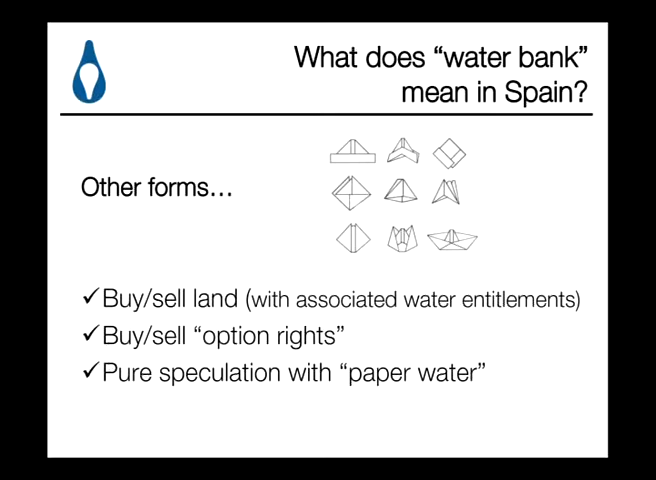 What does “water bank”
mean in Spain?
Other forms…
✓Buy/sell land (with associated water entitlements)
✓Buy/sell “option rights”
✓Pure speculation with “paper water”